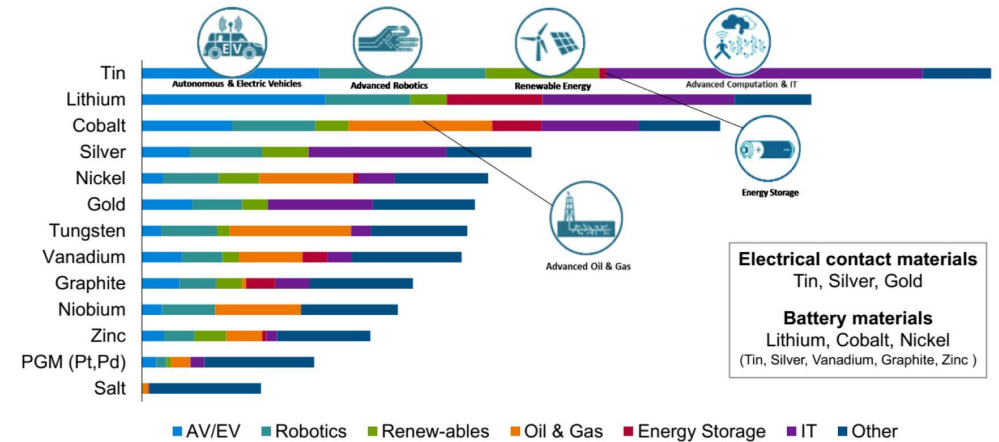 EV
Tin
Autonomous & Electric Vehicles
Advanced Robotics
Renewable Energy
Advanced Computation & IT
Lithium
Cobalt
Silver
Energy Storage
Nickel
Gold
Tungsten
Advanced Oil & Gas
Vanadium
Graphite
Niobium
Zinc
PGM (Pt,Pd)
Salt
Electrical contact materials
Tin, Silver, Gold
Battery materials
Lithium, Cobalt, Nickel
(Tin, Silver, Vanadium, Graphite, Zinc )
AV/EV
Robotics
Renew-ables
Oil & Gas
Energy Storage
IT
Other